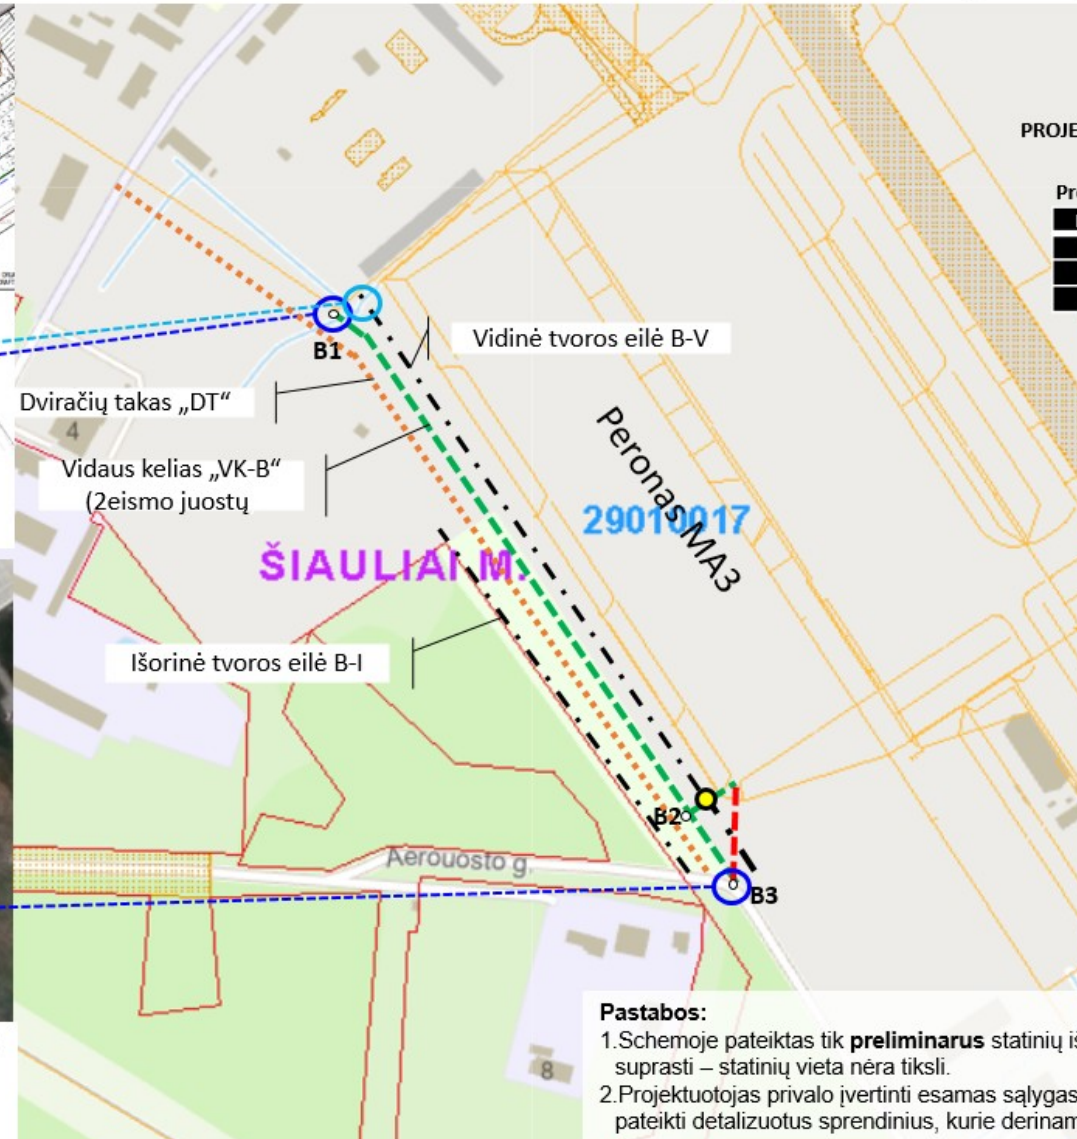 PROJE
Pr
B1
Vidinė tvoros eilė B-V
Dviračių takas „DT“
4
Vidaus kelias „VK-B“
(2eismo juostų
Peronas MA3
29010017
ŠIAULIAI M.
Išorinė tvoros eilė B-I
B2
Aerouosto g.
B3
8
Pastabos:
1.Schemoje pateiktas tik preliminarus statinių iš
suprasti – statinių vieta nėra tiksli.
2.Projektuotojas privalo įvertinti esamas sąlygas
pateikti detalizuotus sprendinius, kurie derinam